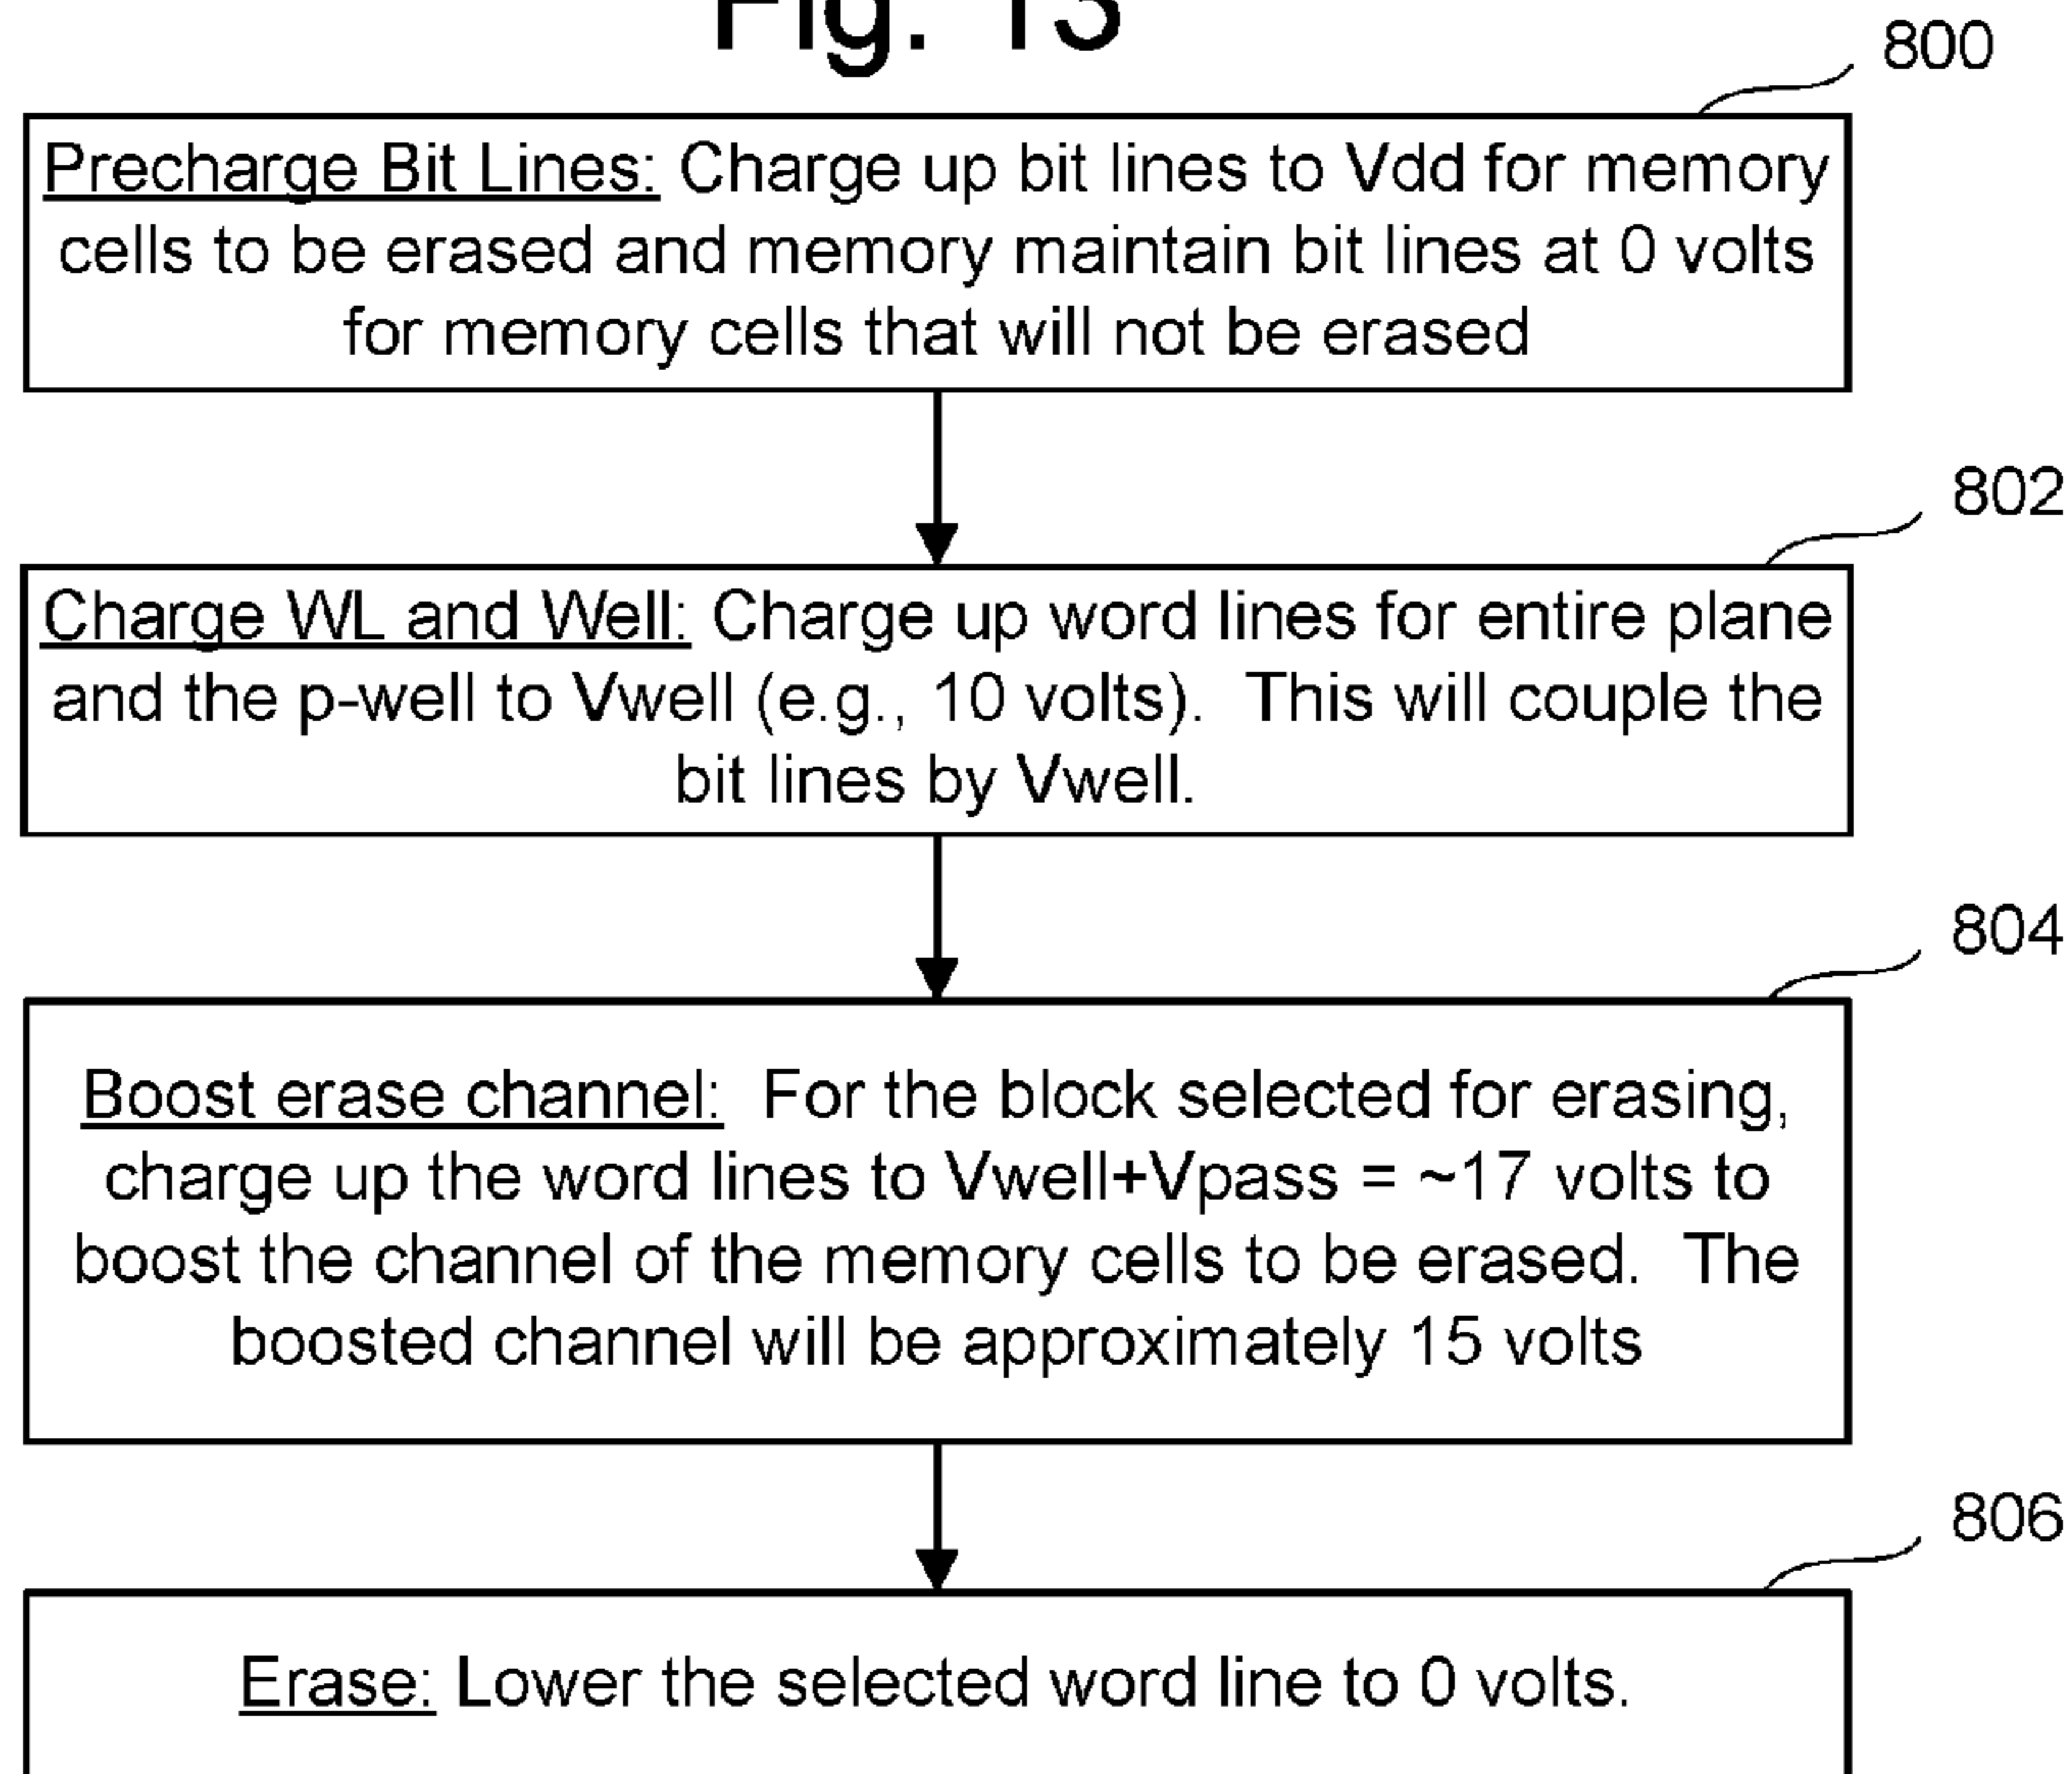 Fig. 13
800
Precharge Bit Lines: Charge up bit lines to Vdd for memory
cells to be erased and memory maintain bit lines at 0 volts
for memory cells that will not be erased
802
Charge WL and Well: Charge up word lines for entire plane
and the p-well to Vwell (e.g., 10 volts). This will couple the
bit lines by Vwell.
804
Boost erase channel: For the block selected for erasing,
charge up the word lines to Vwell+Vpass = ~17 volts to
boost the channel of the memory cells to be erased. The
boosted channel will be approximately 15 volts
806
Erase: Lower the selected word line to 0 volts.